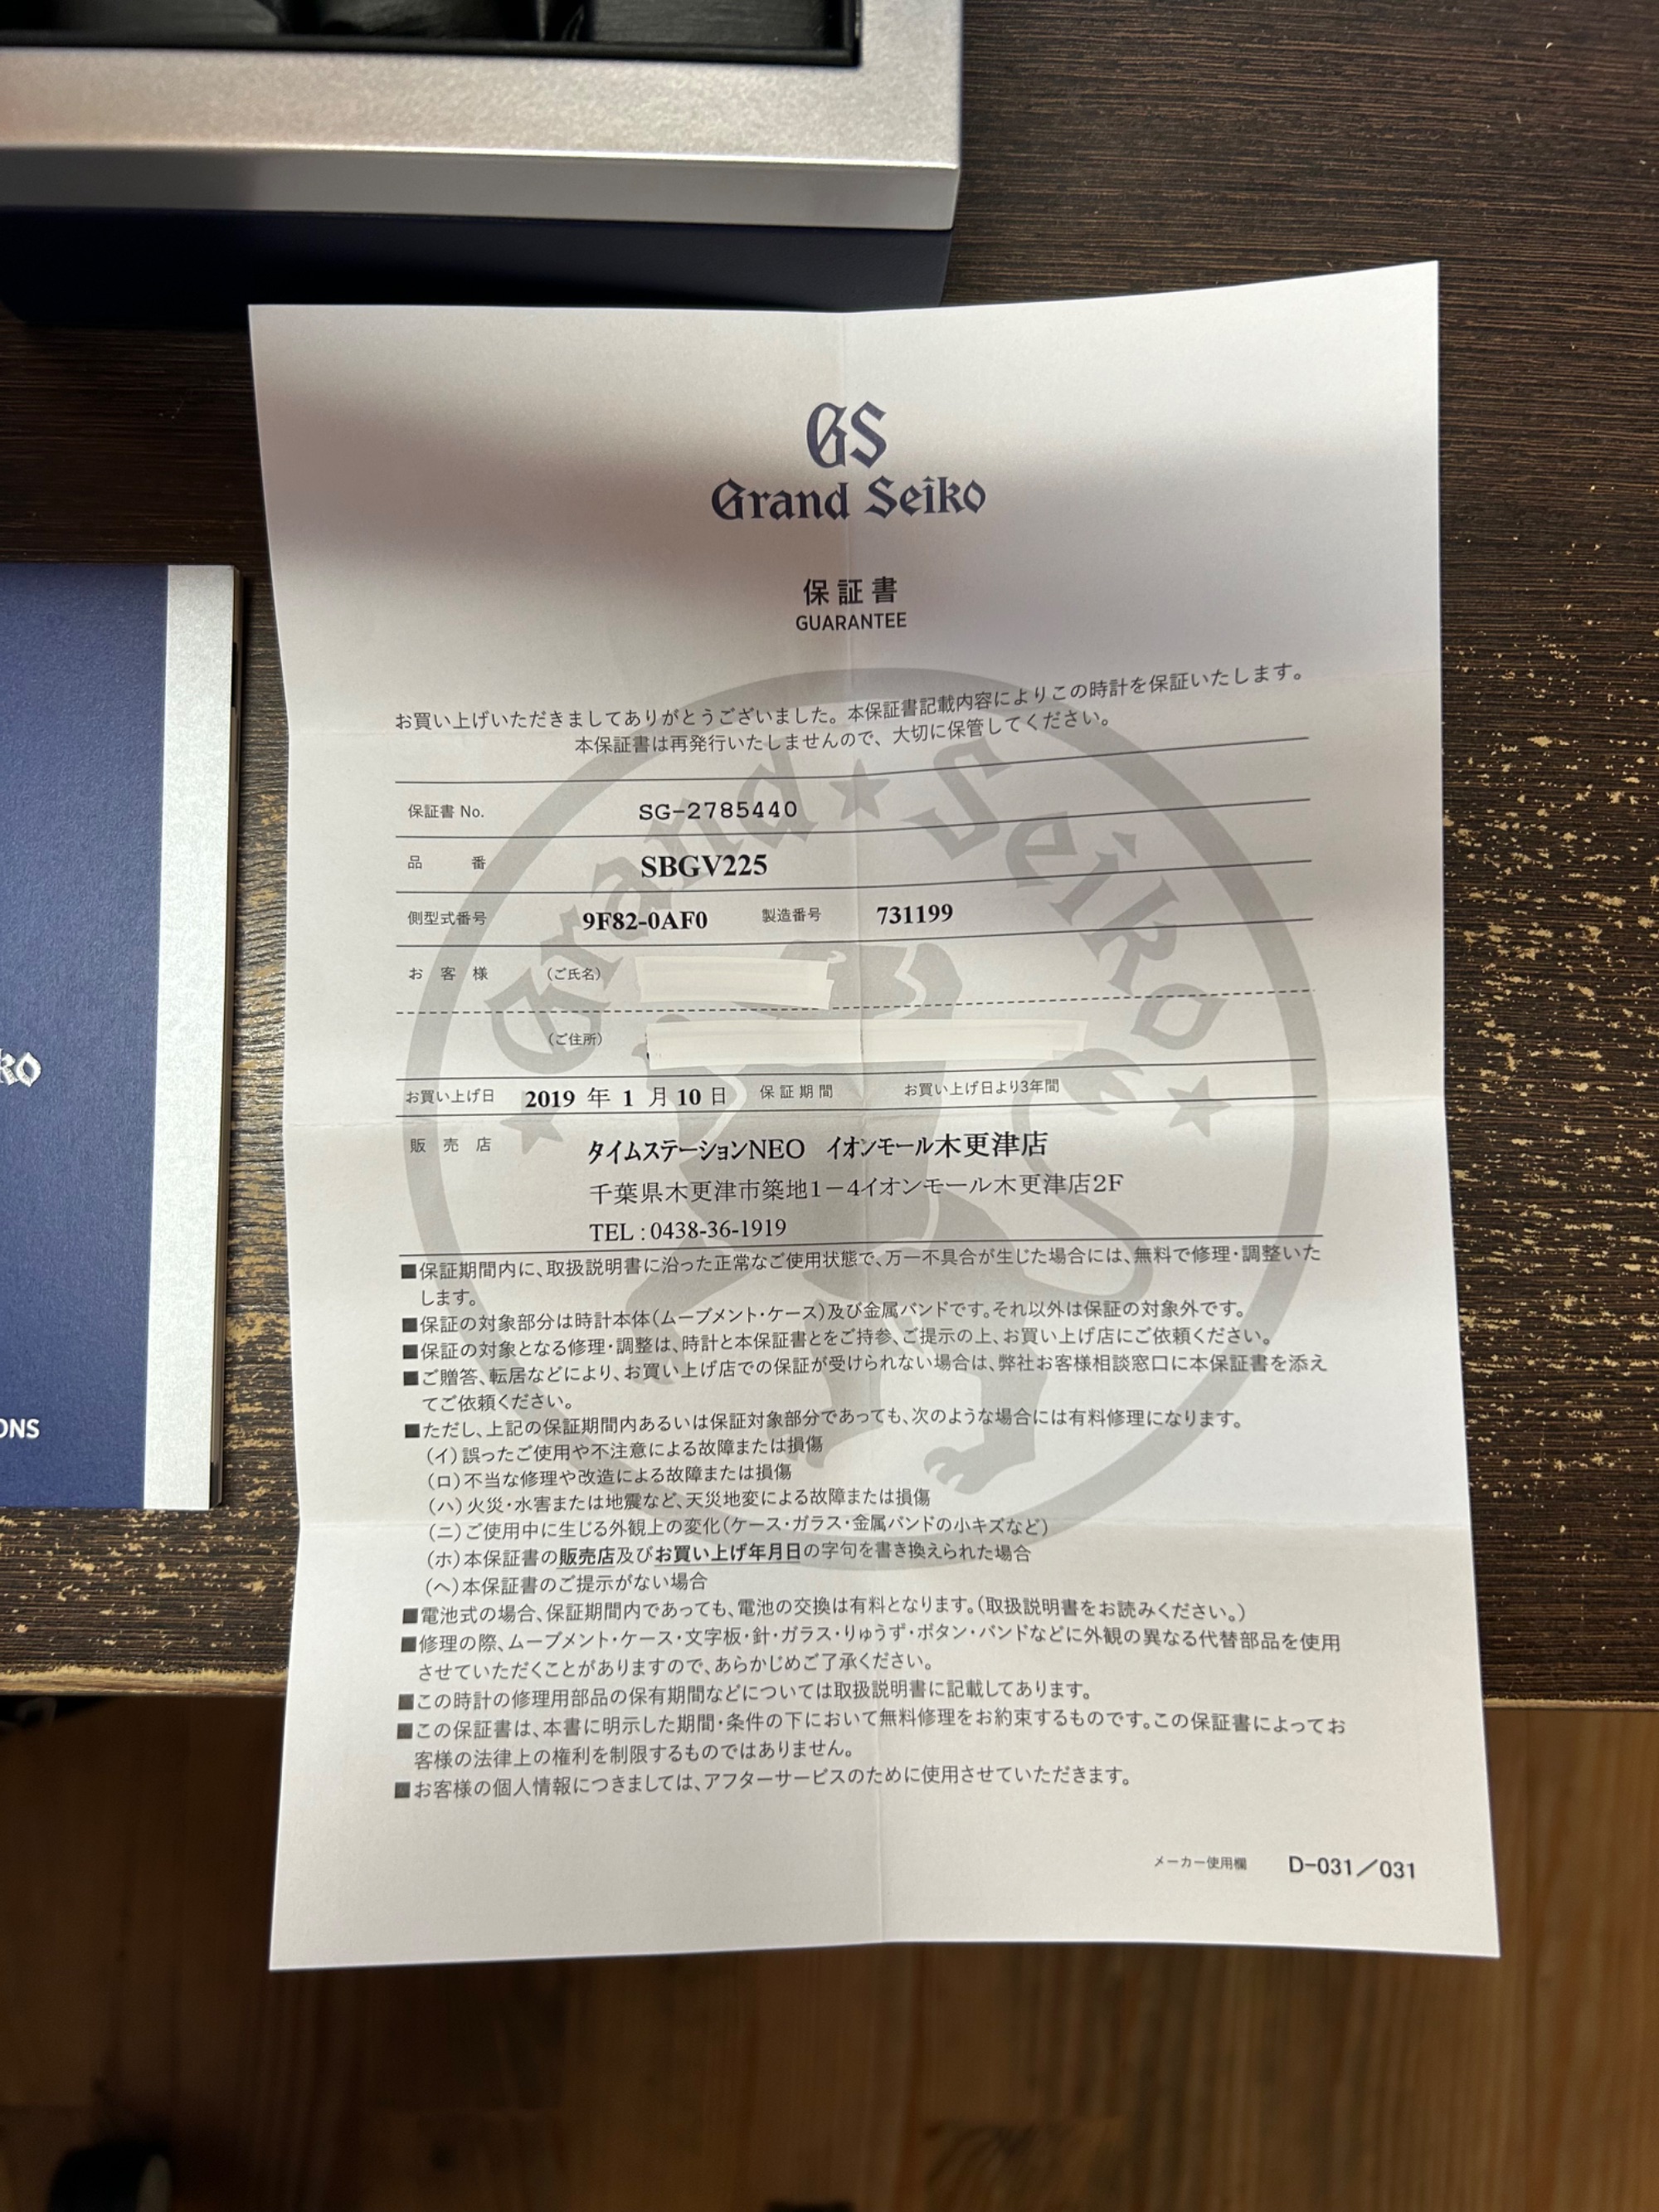 GS
Grand Seiko
保証書
GUARANTEE
お買い上げいただきましてありがとうございました。本保証書記載内容によりこの時計を保証いたします。
本保証書は再発行いたしませんので、大切に保管してください。
保証書 No. SG-2785440
品 番 SBGV225
側型式番号 9F82-0AF0 製造番号 731199
お客様 (ご氏名)
(ご住所)
お買い上げ日 2019 年 1 月 10 日 保証期間 お買い上げ日より3年間
販売店 タイムステーションNEO イオンモール木更津店
千葉県木更津市築地1-4イオンモール木更津店2F
TEL : 0438-36-1919
■保証期間内に、取扱説明書に沿った正常なご使用状態で、万一不具合が生じた場合には、無料で修理・調整いた
します。
■保証の対象部分は時計本体(ムーブメント・ケース)及び金属バンドです。それ以外は保証の対象外です。
■保証の対象となる修理・調整は、時計と本保証書とをご持参、ご提示の上、お買い上げ店にご依頼ください。
■ご贈答、転居などにより、お買い上げ店での保証が受けられない場合は、弊社お客様相談窓口に本保証書を添え
てご依頼ください。
■ただし、上記の保証期間内あるいは保証対象部分であっても、次のような場合には有料修理になります。
(イ)誤ったご使用や不注意による故障または損傷
(ロ)不当な修理や改造による故障または損傷
(ハ)火災・水害または地震など、天災地変による故障または損傷
(ニ)ご使用中に生じる外観上の変化(ケース・ガラス・金属バンドの小キズなど)
(ホ)本保証書の販売店及びお買い上げ年月日の字句を書き換えられた場合
(ヘ)本保証書のご提示がない場合
■電池式の場合、保証期間内であっても、電池の交換は有料となります。(取扱説明書をお読みください。)
■修理の際、ムーブメント・ケース・文字板・針・ガラス・りゅうず・ボタン・バンドなどに外観の異なる代替部品を使用
させていただくことがありますので、あらかじめご了承ください。
■この時計の修理用部品の保有期間などについては取扱説明書に記載してあります。
■この保証書は、本書に明示した期間・条件の下において無料修理をお約束するものです。この保証書によってお
客様の法律上の権利を制限するものではありません。
■お客様の個人情報につきましては、アフターサービスのために使用させていただきます。
メーカー使用欄 D-031/031
Grand ★ Seiko ★ ★
ko
ONS